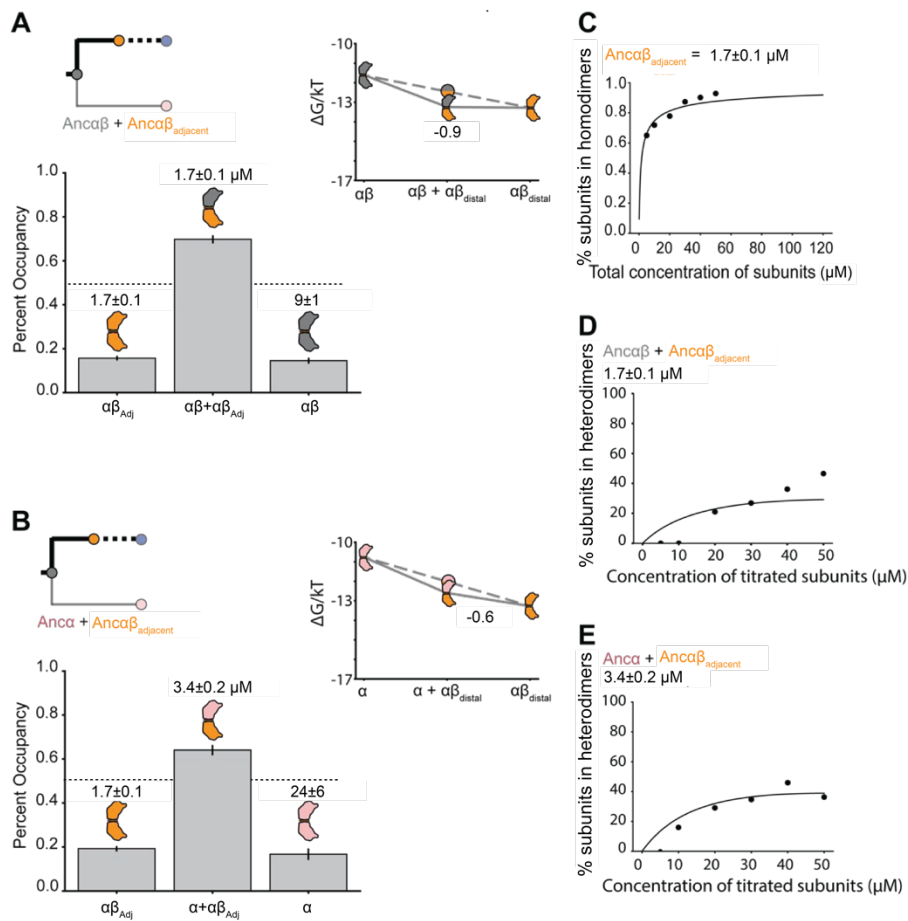 A
Ancαβ + Ancαβadjacent
Percent Occupancy
1.0
0.8
0.6
0.4
0.2
0.0
1.7±0.1 µM
1.7±0.1
9±1
αβAdj
αβ+αβAdj
αβ
ΔG/kT
-10
-13
-17
-0.9
αβ
αβ + αβdistal
αβdistal
B
Ancα + Ancαβadjacent
Percent Occupancy
1.0
0.8
0.6
0.4
0.2
0.0
3.4±0.2 µM
1.7±0.1
24±6
αβAdj
α+αβAdj
α
ΔG/kT
-10
-13
-17
-0.6
α
α + αβdistal
αβdistal
C
Ancαβadjacent = 1.7±0.1 µM
% subunits in homodimers
1.0
0.8
0.6
0.4
0.2
0.0
0 20 40 60 80 100 120
Total concentration of subunits (µM)
D
Ancαβ + Ancαβadjacent
1.7±0.1 µM
% subunits in heterodimers
100
80
60
40
20
0
0 10 20 30 40 50
Concentration of titrated subunits (µM)
E
Ancα + Ancαβadjacent
3.4±0.2 µM
% subunits in heterodimers
100
80
60
40
20
0
0 10 20 30 40 50
Concentration of titrated subunits (µM)